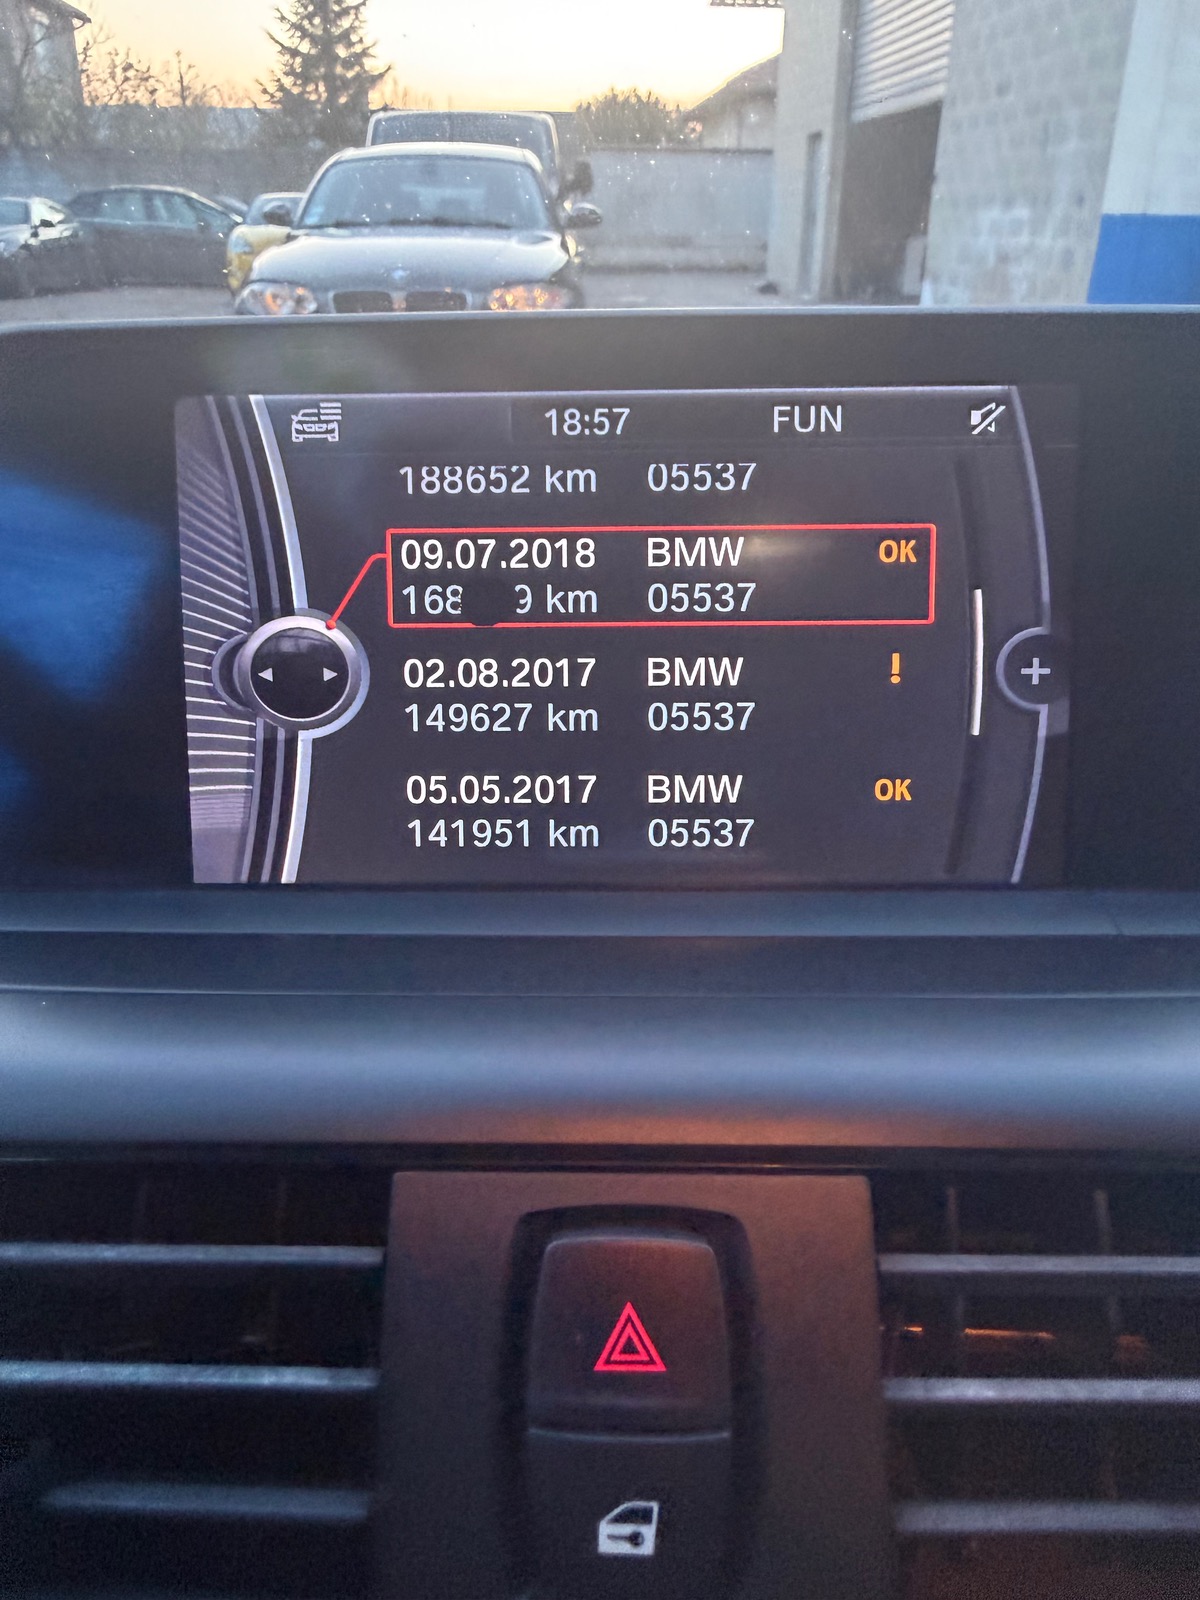 18:57 FUN
188652 km 05537
09.07.2018 BMW OK
km 05537
02.08.2017 BMW !
149627 km 05537
05.05.2017 BMW OK
141951 km 05537